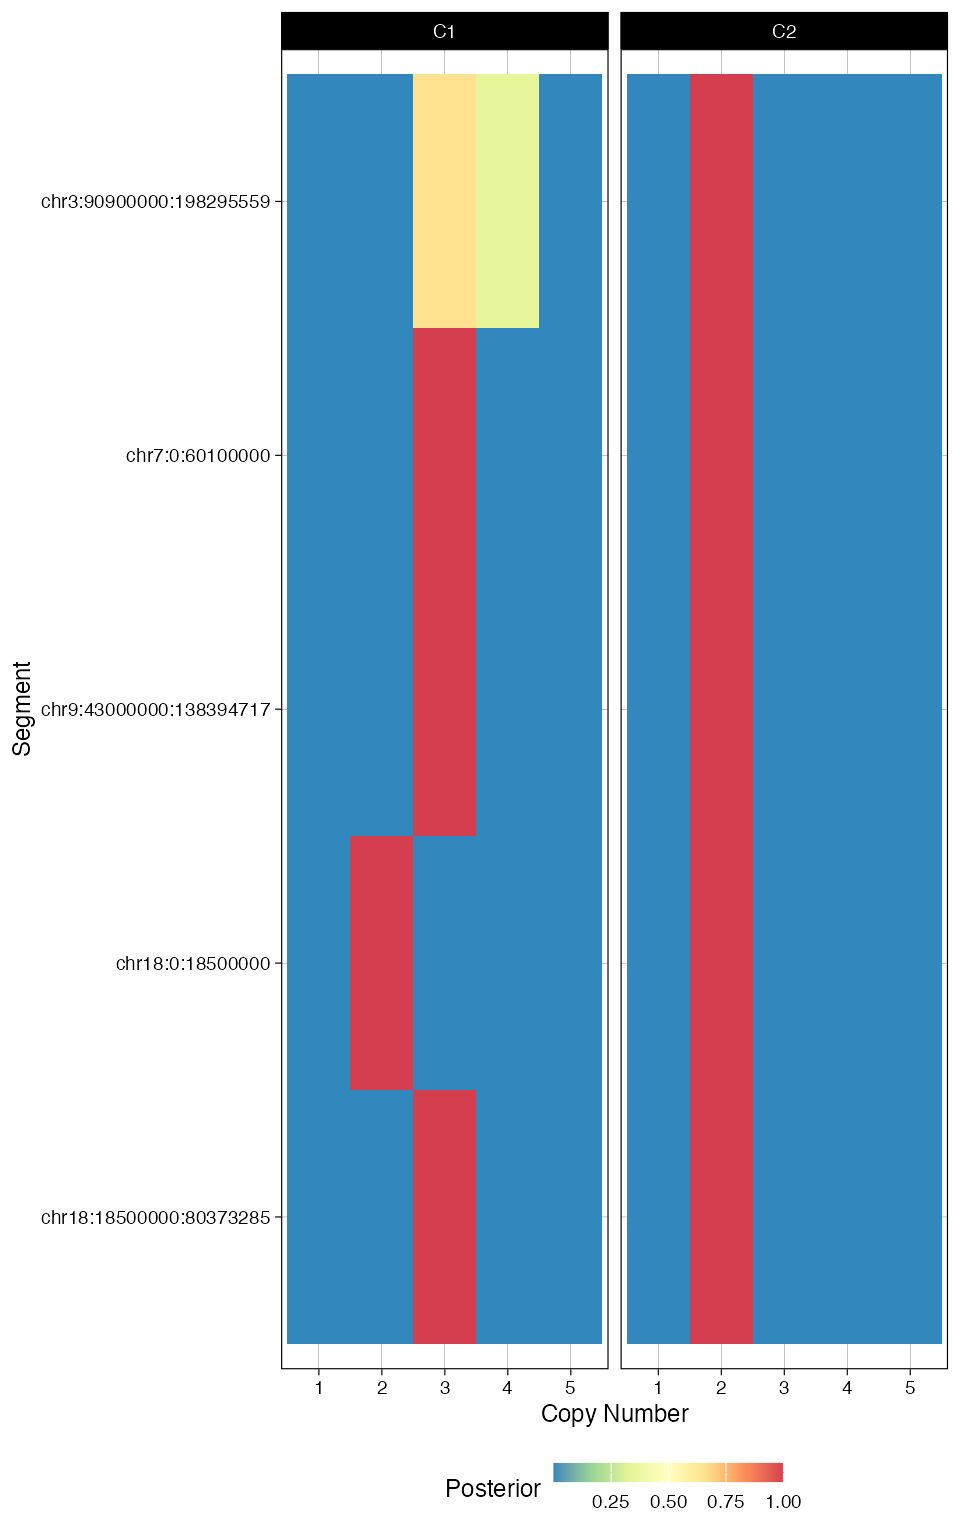 C1
C2
chr3:90900000:198295559
chr7:0:60100000
chr9:43000000:138394717
chr18:0:18500000
chr18:18500000:80373285
Segment
1 2 3 4 5
1 2 3 4 5
Copy Number
Posterior
0.25 0.50 0.75 1.00